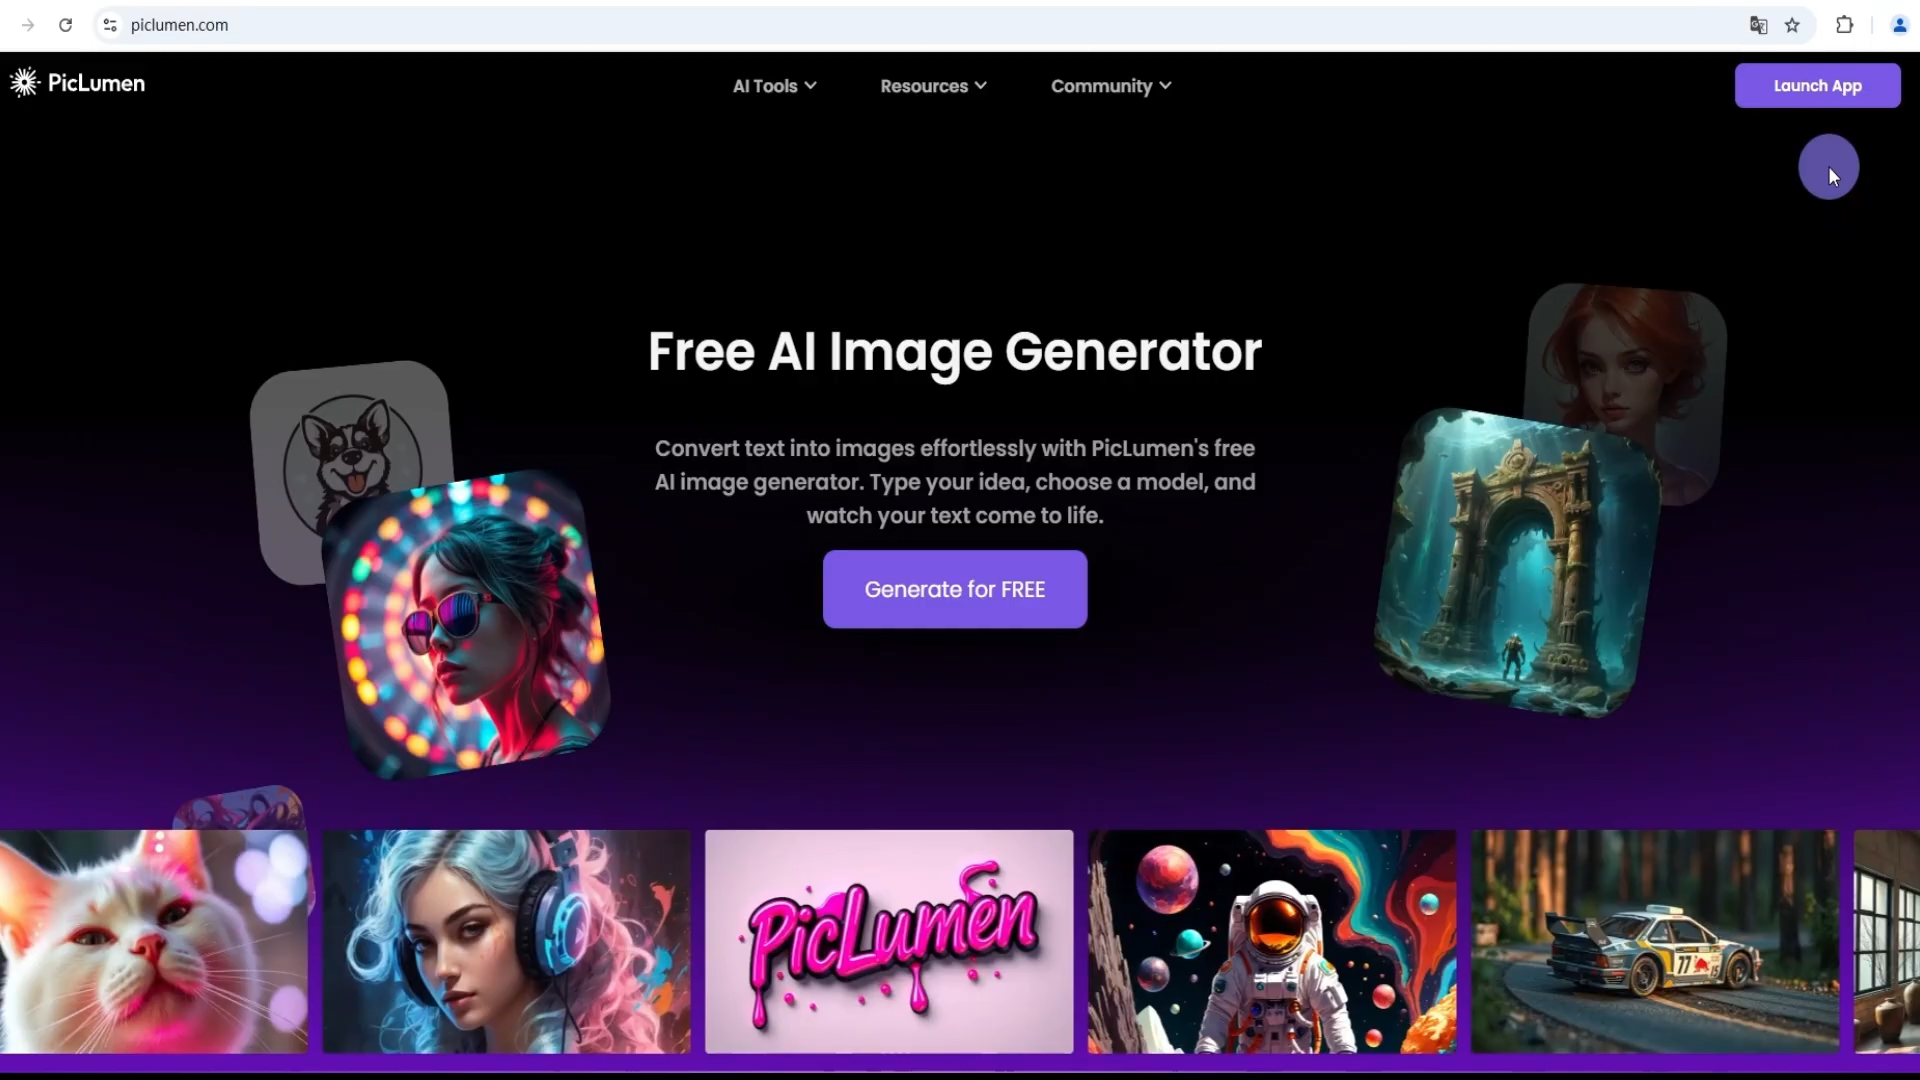 piclumen.com
PicLumen
AI Tools
Resources
Community
Launch App
Free AI Image Generator
Convert text into images effortlessly with PicLumen's free
AI image generator. Type your idea, choose a model, and
watch your text come to life.
Generate for FREE
PicLumen
77
15